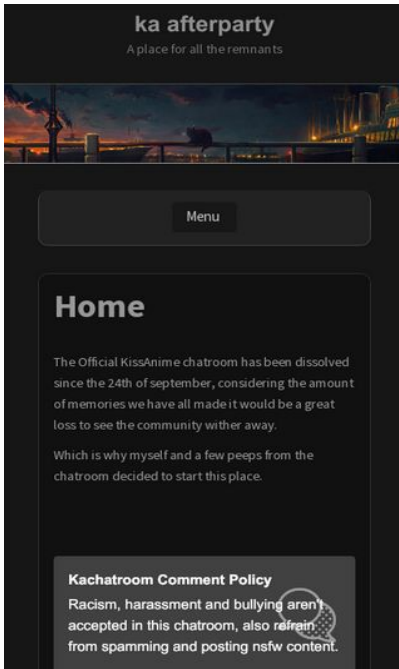 ka afterparty
A place for all the remnants
Menu
Home
The Official KissAnime chatroom has been dissolved
since the 24th of september, considering the amount
of memories we have all made it would be a great
loss to see the community wither away.
Which is why myself and a few peeps from the
chatroom decided to start this place.
Kachatroom Comment Policy
Racism, harassment and bullying aren't
accepted in this chatroom, also refrain
from spamming and posting nsfw content.